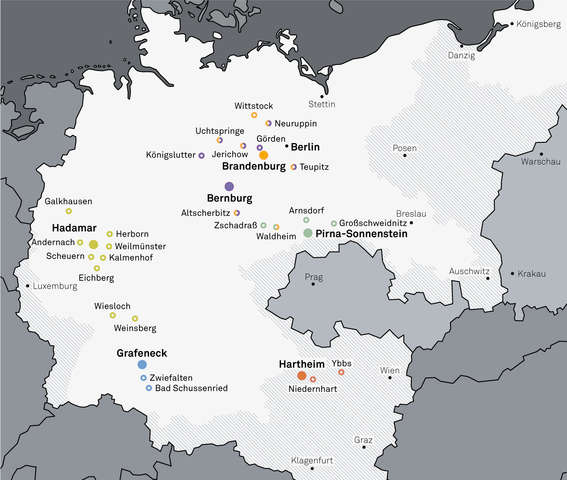 Königsberg
Danzig
Stettin
Wittstock
Neuruppin
Uchtspringe
Görden
Berlin
Königslutter
Jerichow
Posen
Warschau
Brandenburg
Teupitz
Bernburg
Galkhausen
Altscherbitz
Arnsdorf
Breslau
Zschadraß
Großschweidnitz
Hadamar
Herborn
Waldheim
Pirna-Sonnenstein
Andernach
Weilmünster
Scheuern
Kalmenhof
Eichberg
Auschwitz
Krakau
Luxemburg
Prag
Wiesloch
Weinsberg
Grafeneck
Hartheim
Ybbs
Wien
Zwiefalten
Bad Schussenried
Niedernhart
Graz
Klagenfurt